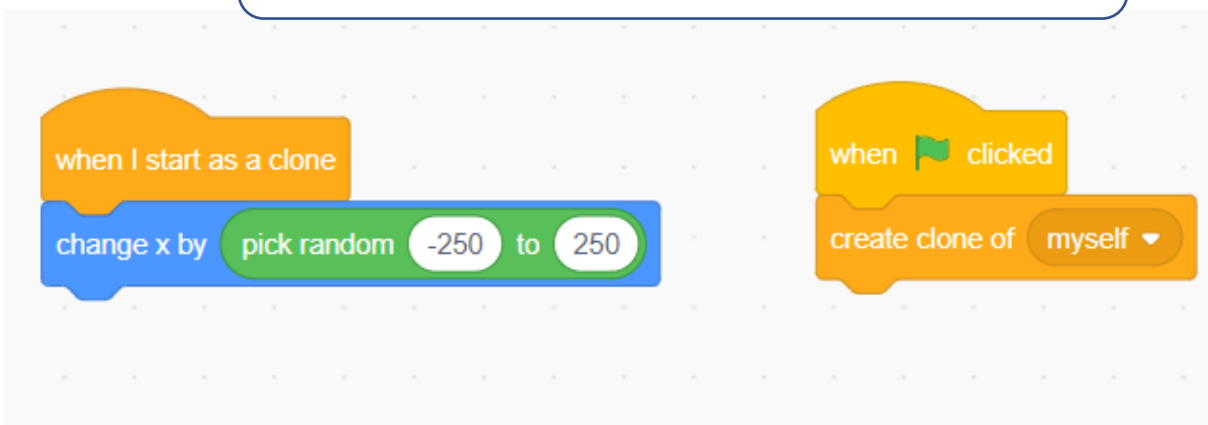 when I start as a clone
change x by pick random -250 to 250
when clicked
create clone of myself